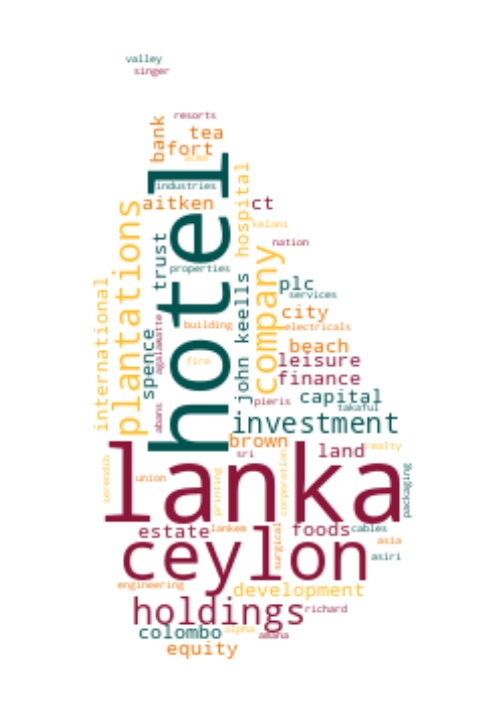 valley
singer
resorts
bank
tea
fort
acme
hotel
industries
plantations
aitken
hospital
ct
kelani
nation
trust
properties
company
international
john keells
plc
services
spence
agalawatte
building
city
electricals
beach
fire
leisure
finance
abans
pieris
capital
takaful
investment
brown
lanka
sri
land
realty
serendib
union
printing
corporation
packaging
estate
lankem
surgical
foods
cables
ceylon
asia
asiri
engineering
development
holdings
richard
colombo
alpha
amana
equity